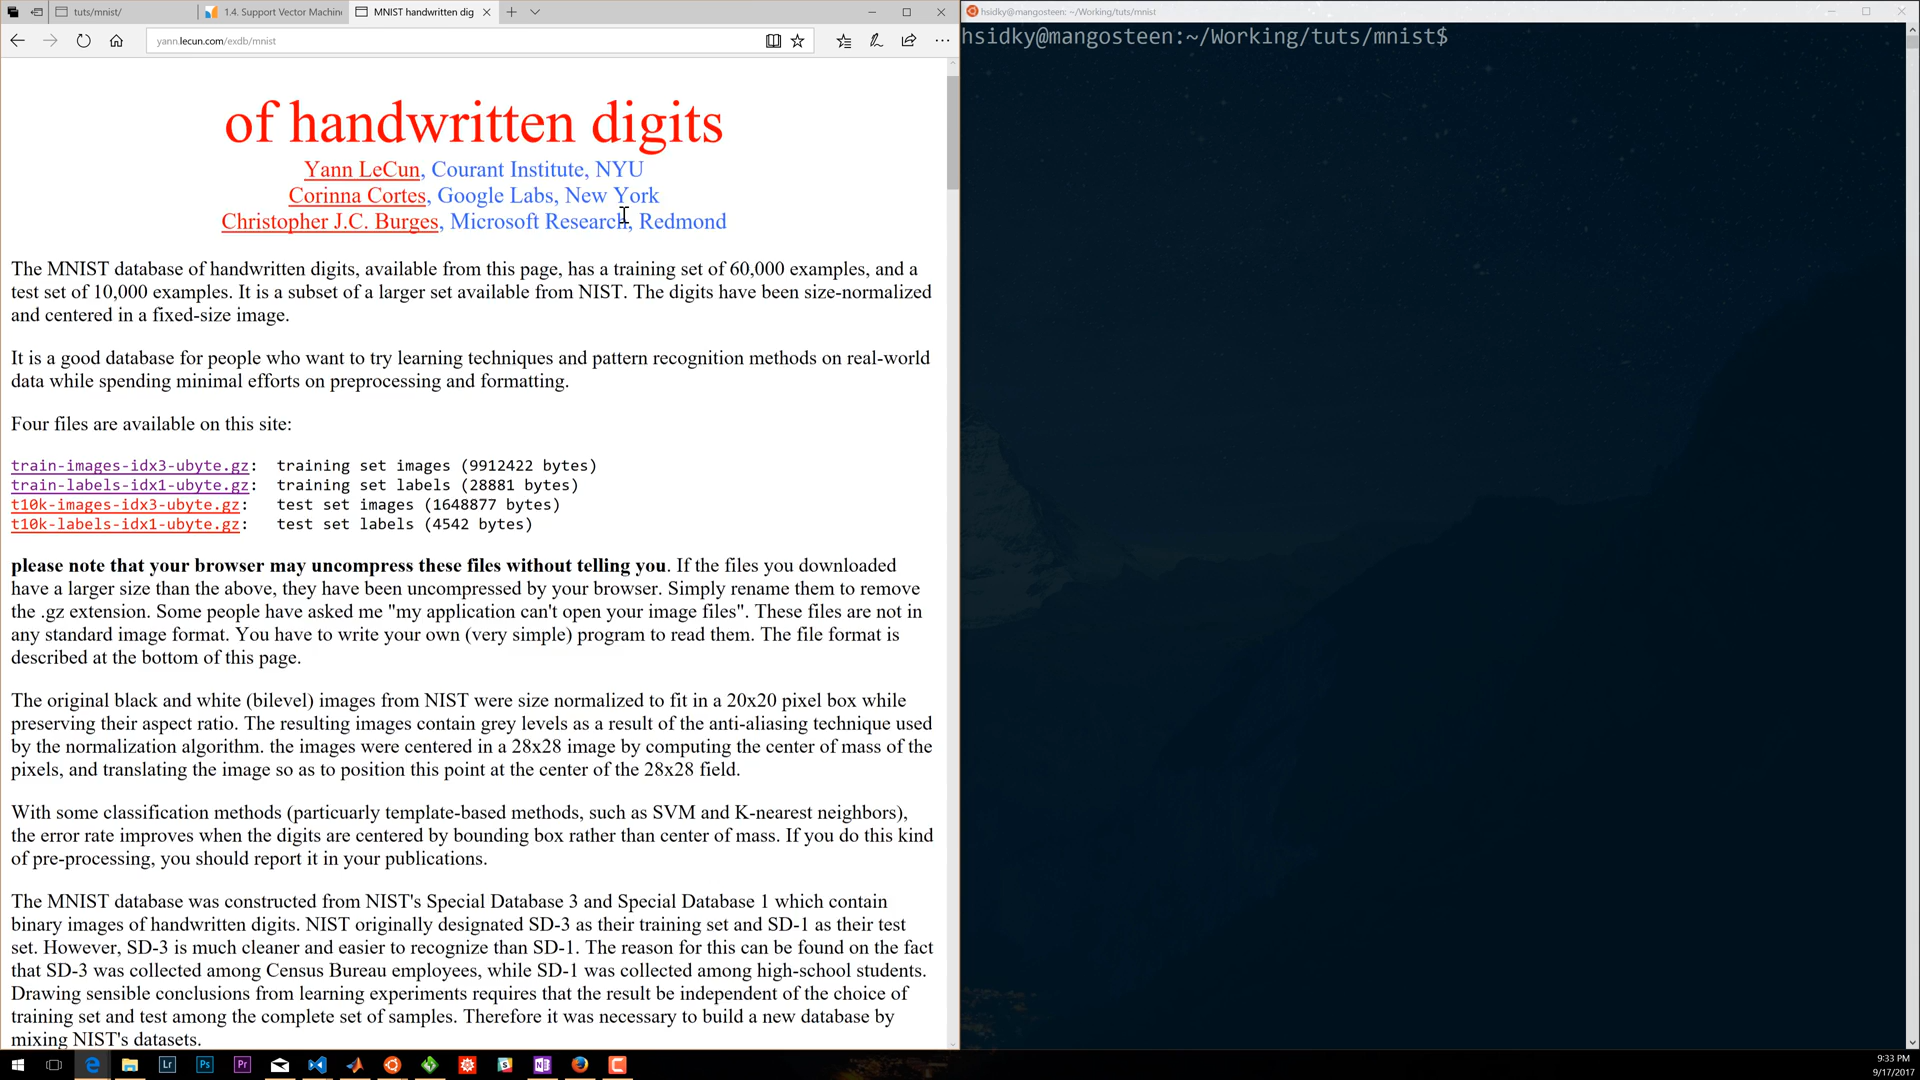 tuts/mnist/
1.4. Support Vector Machin
MNIST handwritten dig
yann.lecun.com/exdb/mnist
of handwritten digits
Yann LeCun, Courant Institute, NYU
Corinna Cortes, Google Labs, New York
Christopher J.C. Burges, Microsoft Research, Redmond
The MNIST database of handwritten digits, available from this page, has a training set of 60,000 examples, and a
test set of 10,000 examples. It is a subset of a larger set available from NIST. The digits have been size-normalized
and centered in a fixed-size image.
It is a good database for people who want to try learning techniques and pattern recognition methods on real-world
data while spending minimal efforts on preprocessing and formatting.
Four files are available on this site:
train-images-idx3-ubyte.gz: training set images (9912422 bytes)
train-labels-idx1-ubyte.gz: training set labels (28881 bytes)
t10k-images-idx3-ubyte.gz: test set images (1648877 bytes)
t10k-labels-idx1-ubyte.gz: test set labels (4542 bytes)
please note that your browser may uncompress these files without telling you. If the files you downloaded
have a larger size than the above, they have been uncompressed by your browser. Simply rename them to remove
the .gz extension. Some people have asked me "my application can't open your image files". These files are not in
any standard image format. You have to write your own (very simple) program to read them. The file format is
described at the bottom of this page.
The original black and white (bilevel) images from NIST were size normalized to fit in a 20x20 pixel box while
preserving their aspect ratio. The resulting images contain grey levels as a result of the anti-aliasing technique used
by the normalization algorithm. the images were centered in a 28x28 image by computing the center of mass of the
pixels, and translating the image so as to position this point at the center of the 28x28 field.
With some classification methods (particuarly template-based methods, such as SVM and K-nearest neighbors),
the error rate improves when the digits are centered by bounding box rather than center of mass. If you do this kind
of pre-processing, you should report it in your publications.
The MNIST database was constructed from NIST's Special Database 3 and Special Database 1 which contain
binary images of handwritten digits. NIST originally designated SD-3 as their training set and SD-1 as their test
set. However, SD-3 is much cleaner and easier to recognize than SD-1. The reason for this can be found on the fact
that SD-3 was collected among Census Bureau employees, while SD-1 was collected among high-school students.
Drawing sensible conclusions from learning experiments requires that the result be independent of the choice of
training set and test among the complete set of samples. Therefore it was necessary to build a new database by
mixing NIST's datasets.
hsidky@mangosteen: ~/Working/tuts/mnist
hsidky@mangosteen:~/Working/tuts/mnist$
Lr
Ps
Pr
9:33 PM
9/17/2017